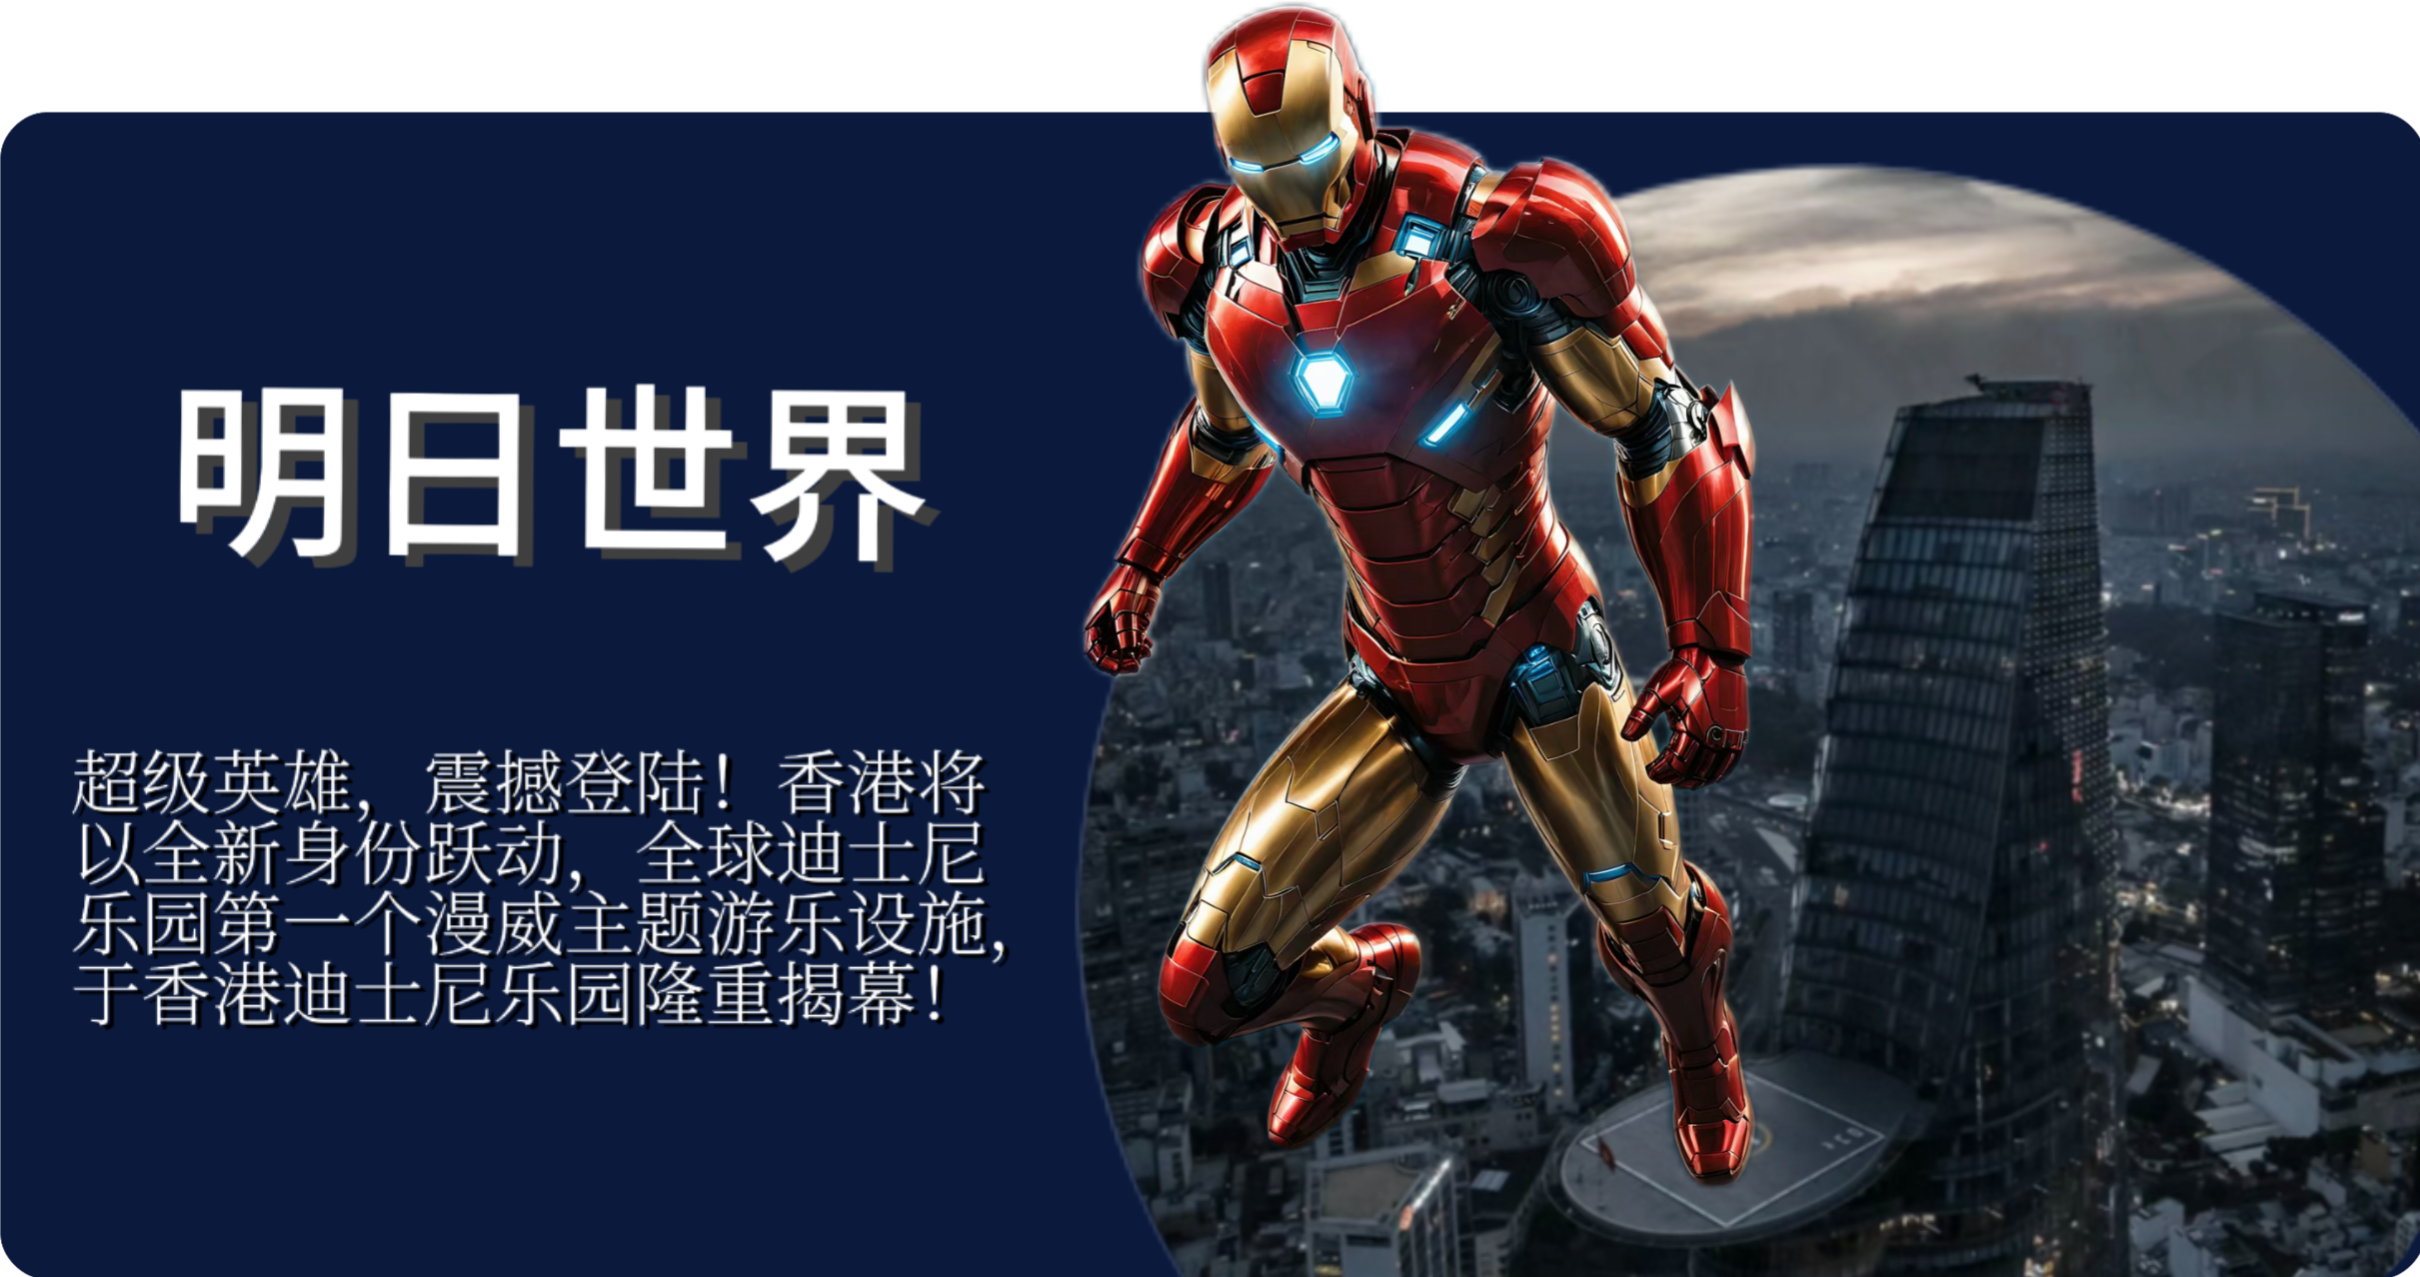 明日世界
超级英雄，震撼登陆！香港将
以全新身份跃动，全球迪士尼
乐园第一个漫威主题游乐设施，
于香港迪士尼乐园隆重揭幕！